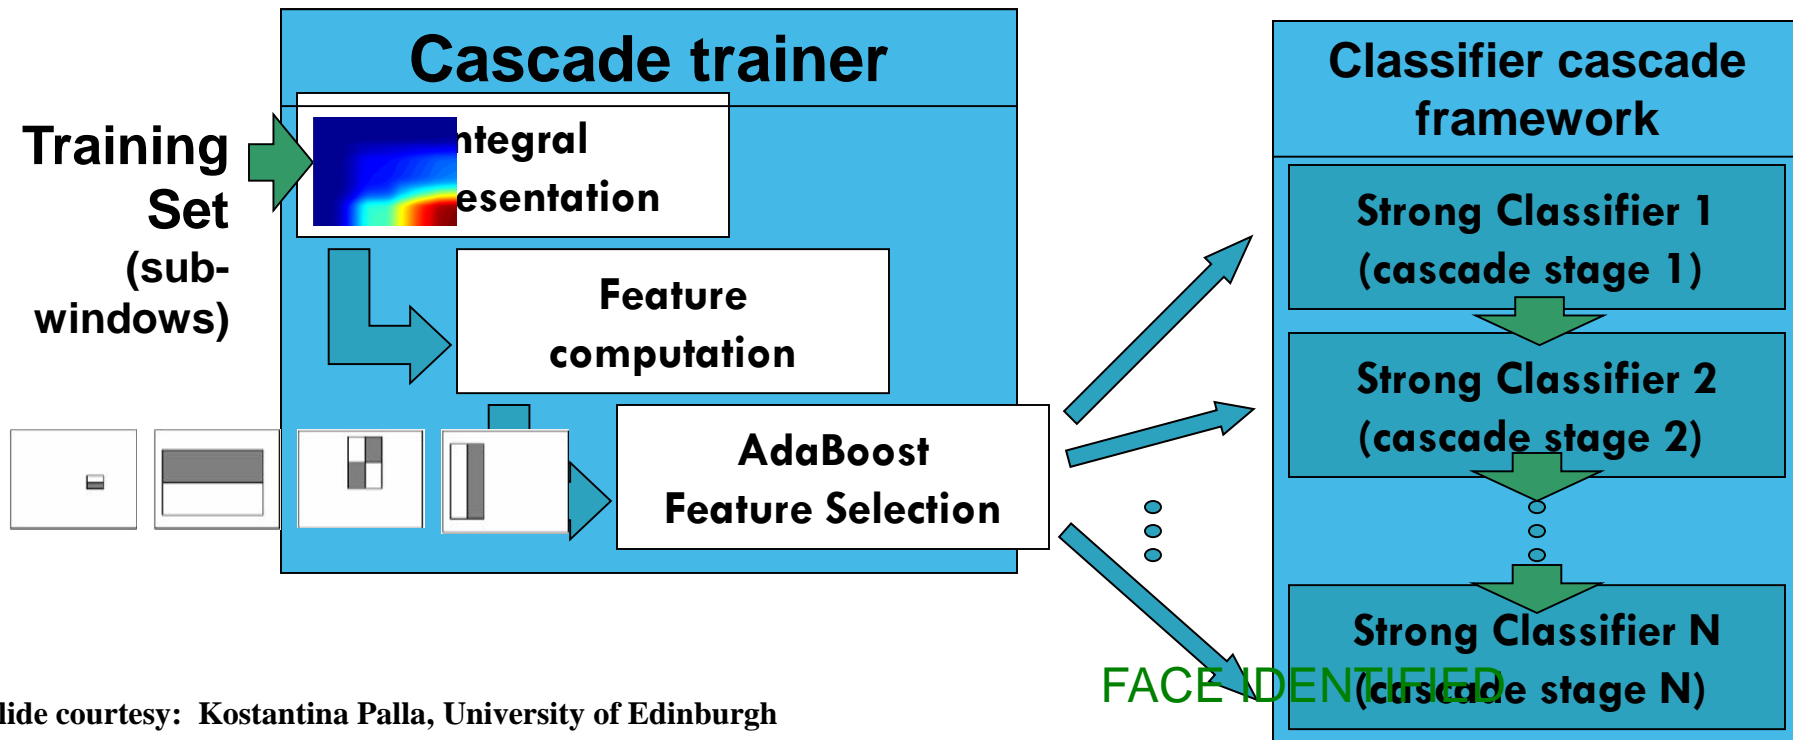 Cascade trainer
Training
Set
(sub-
windows)
ntegral
esentation
Feature
computation
AdaBoost
Feature Selection
Classifier cascade
framework
Strong Classifier 1
(cascade stage 1)
Strong Classifier 2
(cascade stage 2)
Strong Classifier N
(cascade stage N)
FACE IDENTIFIED
lide courtesy: Kostantina Palla, University of Edinburgh